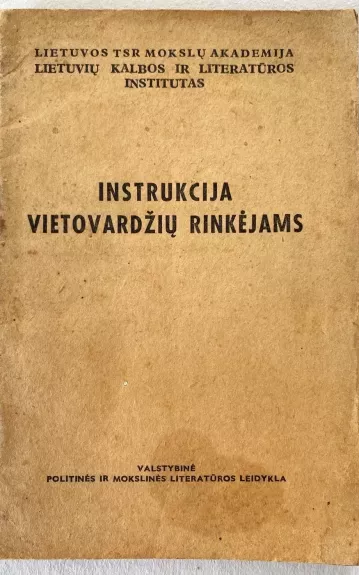 LIETUVOS TSR MOKSLŲ AKADEMIJA
LIETUVIŲ KALBOS IR LITERATŪROS
INSTITUTAS
INSTRUKCIJA
VIETOVARDŽIŲ RINKĖJAMS
VALSTYBINĖ
POLITINĖS IR MOKSLINĖS LITERATŪROS LEIDYKLA